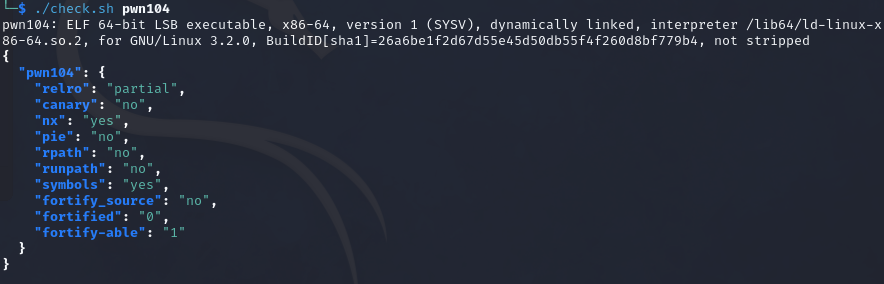 └─$ ./check.sh pwn104
pwn104: ELF 64-bit LSB executable, x86-64, version 1 (SYSV), dynamically linked, interpreter /lib64/ld-linux-x
86-64.so.2, for GNU/Linux 3.2.0, BuildID[sha1]=26a6be1f2d67d55e45d50db55f4f260d8bf779b4, not stripped
{
  "pwn104": {
    "relro": "partial",
    "canary": "no",
    "nx": "yes",
    "pie": "no",
    "rpath": "no",
    "runpath": "no",
    "symbols": "yes",
    "fortify_source": "no",
    "fortified": "0",
    "fortify-able": "1"
  }
}